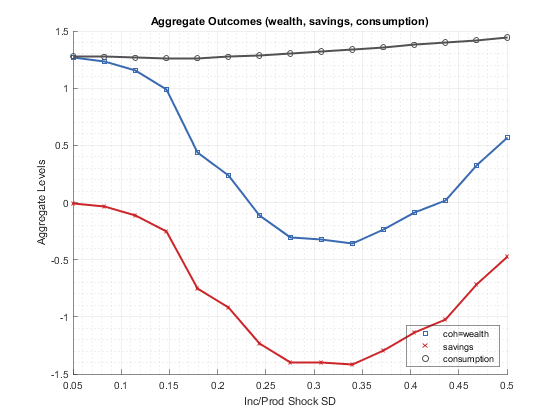 Aggregate Outcomes (wealth, savings, consumption)
1.5
1
0.5
0
-0.5
-1
-1.5
Aggregate Levels
coh=wealth
savings
consumption
0.05
0.1
0.15
0.2
0.25
0.3
0.35
0.4
0.45
0.5
Inc/Prod Shock SD